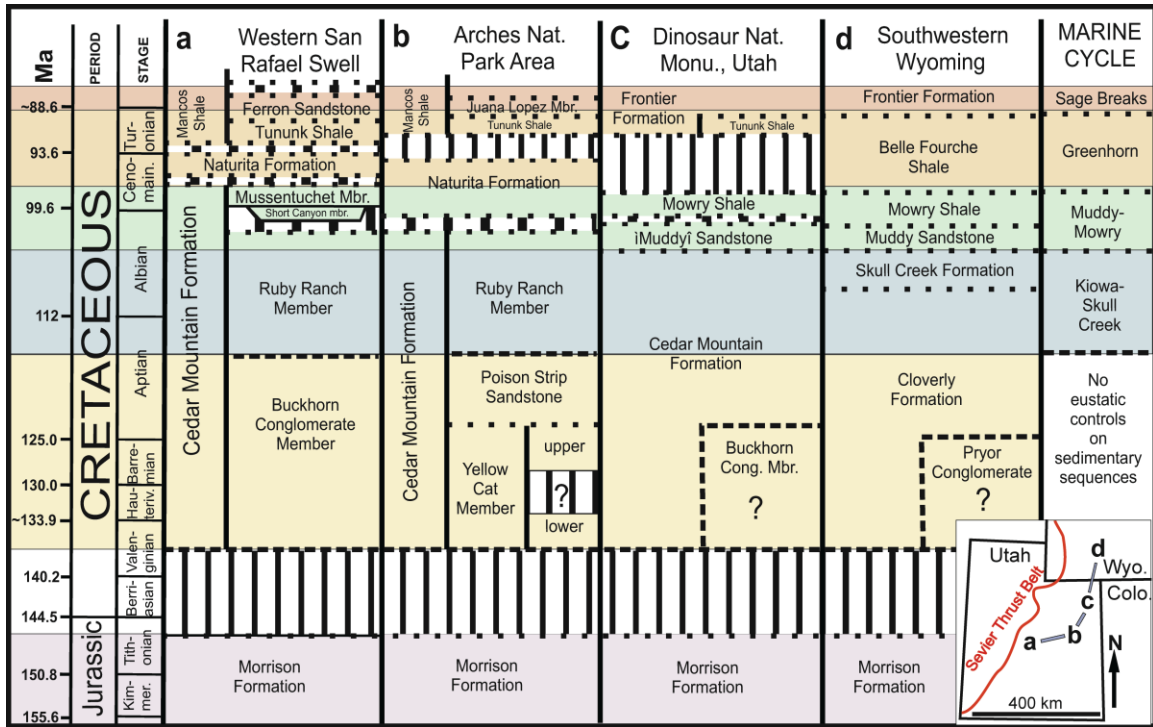 Ma
PERIOD
STAGE
a
Western San
Rafael Swell
b
Arches Nat.
Park Area
C
Dinosaur Nat.
Monu., Utah
d
Southwestern
Wyoming
MARINE
CYCLE
~88.6
93.6
99.6
112
125.0
130.0
~133.9
140.2
144.5
150.8
155.6
CRETACEOUS
Jurassic
Tur-
onian
Ceno-
main.
Albian
Aptian
Barre-
mian
Hau-
teriv.
Valen-
ginian
Berri-
asian
Tith-
onian
Kim-
mer.
Mancos
Shale
Ferron Sandstone
Tununk Shale
Naturita Formation
Mussentuchet Mbr.
Short Canyon mbr.
Cedar Mountain Formation
Ruby Ranch
Member
Buckhorn
Conglomerate
Member
Morrison
Formation
Mancos
Shale
Juana Lopez Mbr.
Tununk Shale
Naturita Formation
Cedar Mountain Formation
Ruby Ranch
Member
Poison Strip
Sandstone
Yellow
Cat
Member
upper
?
lower
Morrison
Formation
Frontier
Formation
Tununk Shale
Mowry Shale
ìMuddyî Sandstone
Cedar Mountain
Formation
Buckhorn
Cong. Mbr.
?
Morrison
Formation
Frontier Formation
Belle Fourche
Shale
Mowry Shale
Muddy Sandstone
Skull Creek Formation
Cloverly
Formation
Pryor
Conglomerate
?
Morrison
Formation
Sage Breaks
Greenhorn
Muddy-
Mowry
Kiowa-
Skull
Creek
No
eustatic
controls
on
sedimentary
sequences
Utah
d
Wyo.
Colo.
c
b
a
Sevier Thrust Belt
N
400 km